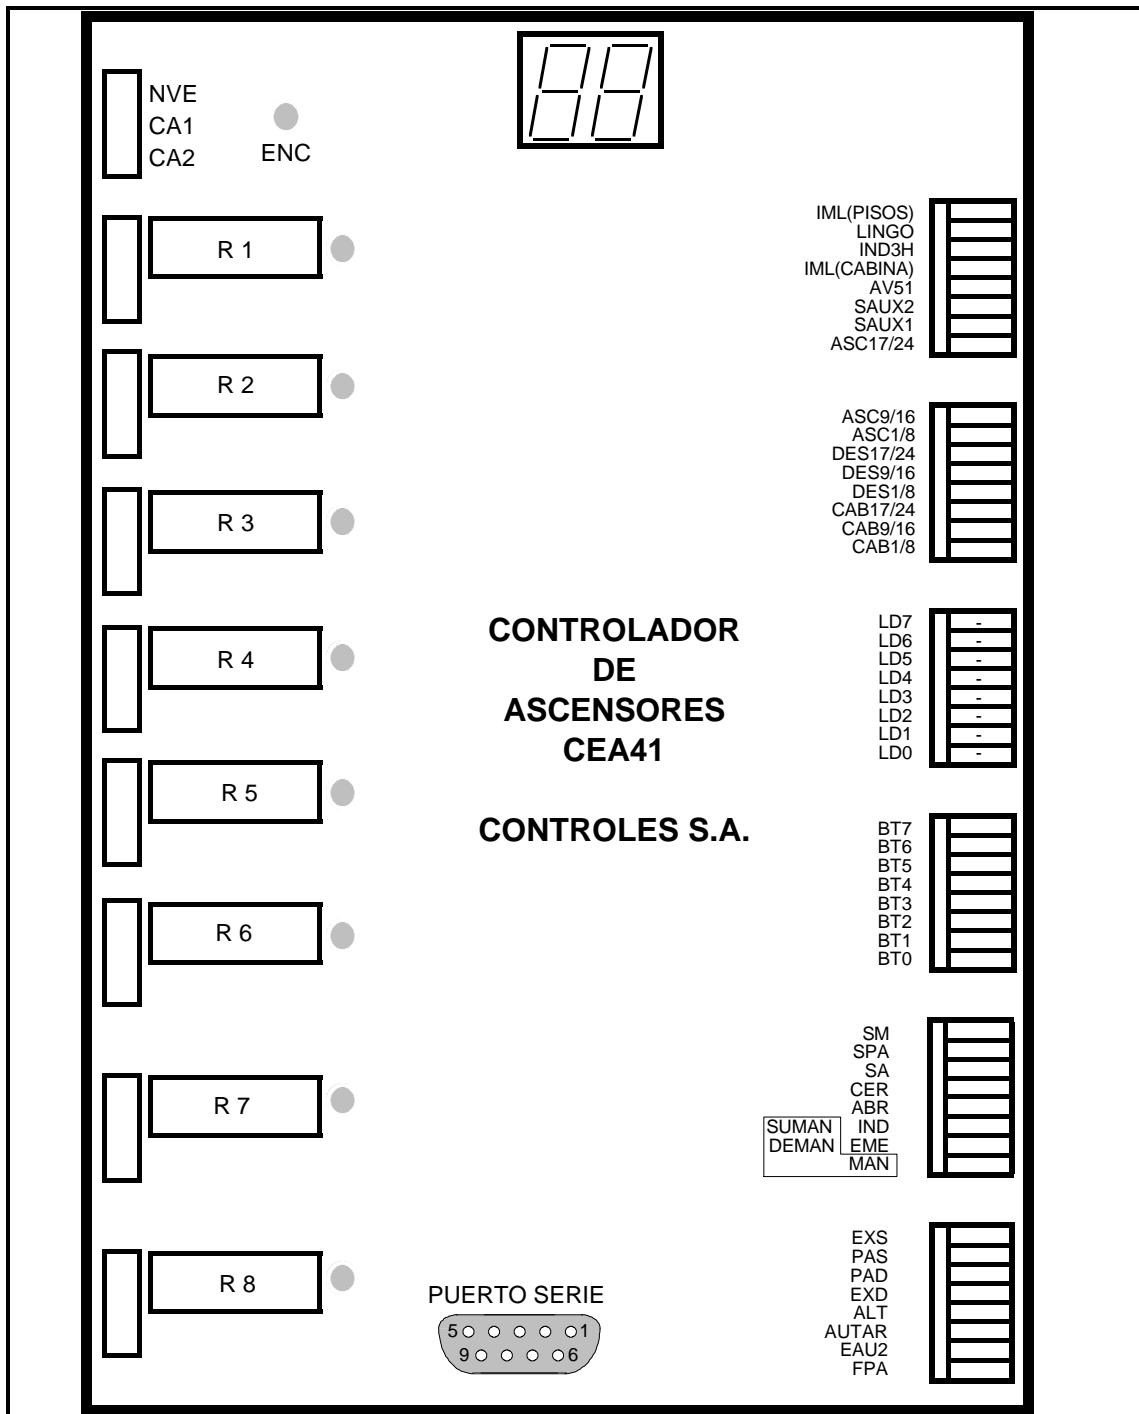 NVE
CA1
CA2
ENC
R 1
R 2
R 3
R 4
R 5
R 6
R 7
R 8
CONTROLADOR
DE
ASCENSORES
CEA41
CONTROLES S.A.
PUERTO SERIE
5 1
9 6
IML(PISOS)
LINGO
IND3H
IML(CABINA)
AV51
SAUX2
SAUX1
ASC17/24
ASC9/16
ASC1/8
DES17/24
DES9/16
DES1/8
CAB17/24
CAB9/16
CAB1/8
LD7 -
LD6 -
LD5 -
LD4 -
LD3 -
LD2 -
LD1 -
LD0 -
BT7
BT6
BT5
BT4
BT3
BT2
BT1
BT0
SM
SPA
SA
CER
ABR
SUMAN IND
DEMAN EME
MAN
EXS
PAS
PAD
EXD
ALT
AUTAR
EAU2
FPA